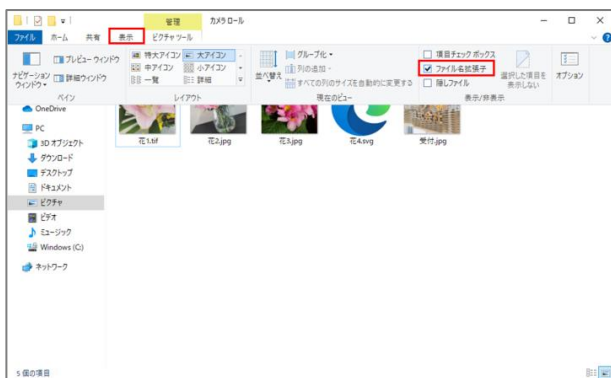 管理
カメラロール
ファイル
ホーム
共有
表示
ピクチャツール
ナビゲーション
ウィンドウ
プレビューウィンドウ
詳細ウィンドウ
ペイン
特大アイコン
大アイコン
中アイコン
小アイコン
一覧
詳細
レイアウト
並べ替え
グループ化
列の追加
すべての列のサイズを自動的に変更する
現在のビュー
項目チェック ボックス
ファイル名拡張子
隠しファイル
選択した項目を
表示しない
表示/非表示
オプション
OneDrive
PC
3D オブジェクト
ダウンロード
デスクトップ
ドキュメント
ピクチャ
ビデオ
ミュージック
Windows (C:)
ネットワーク
花1.tif
花2.jpg
花3.jpg
花4.svg
受付.jpg
5 個の項目